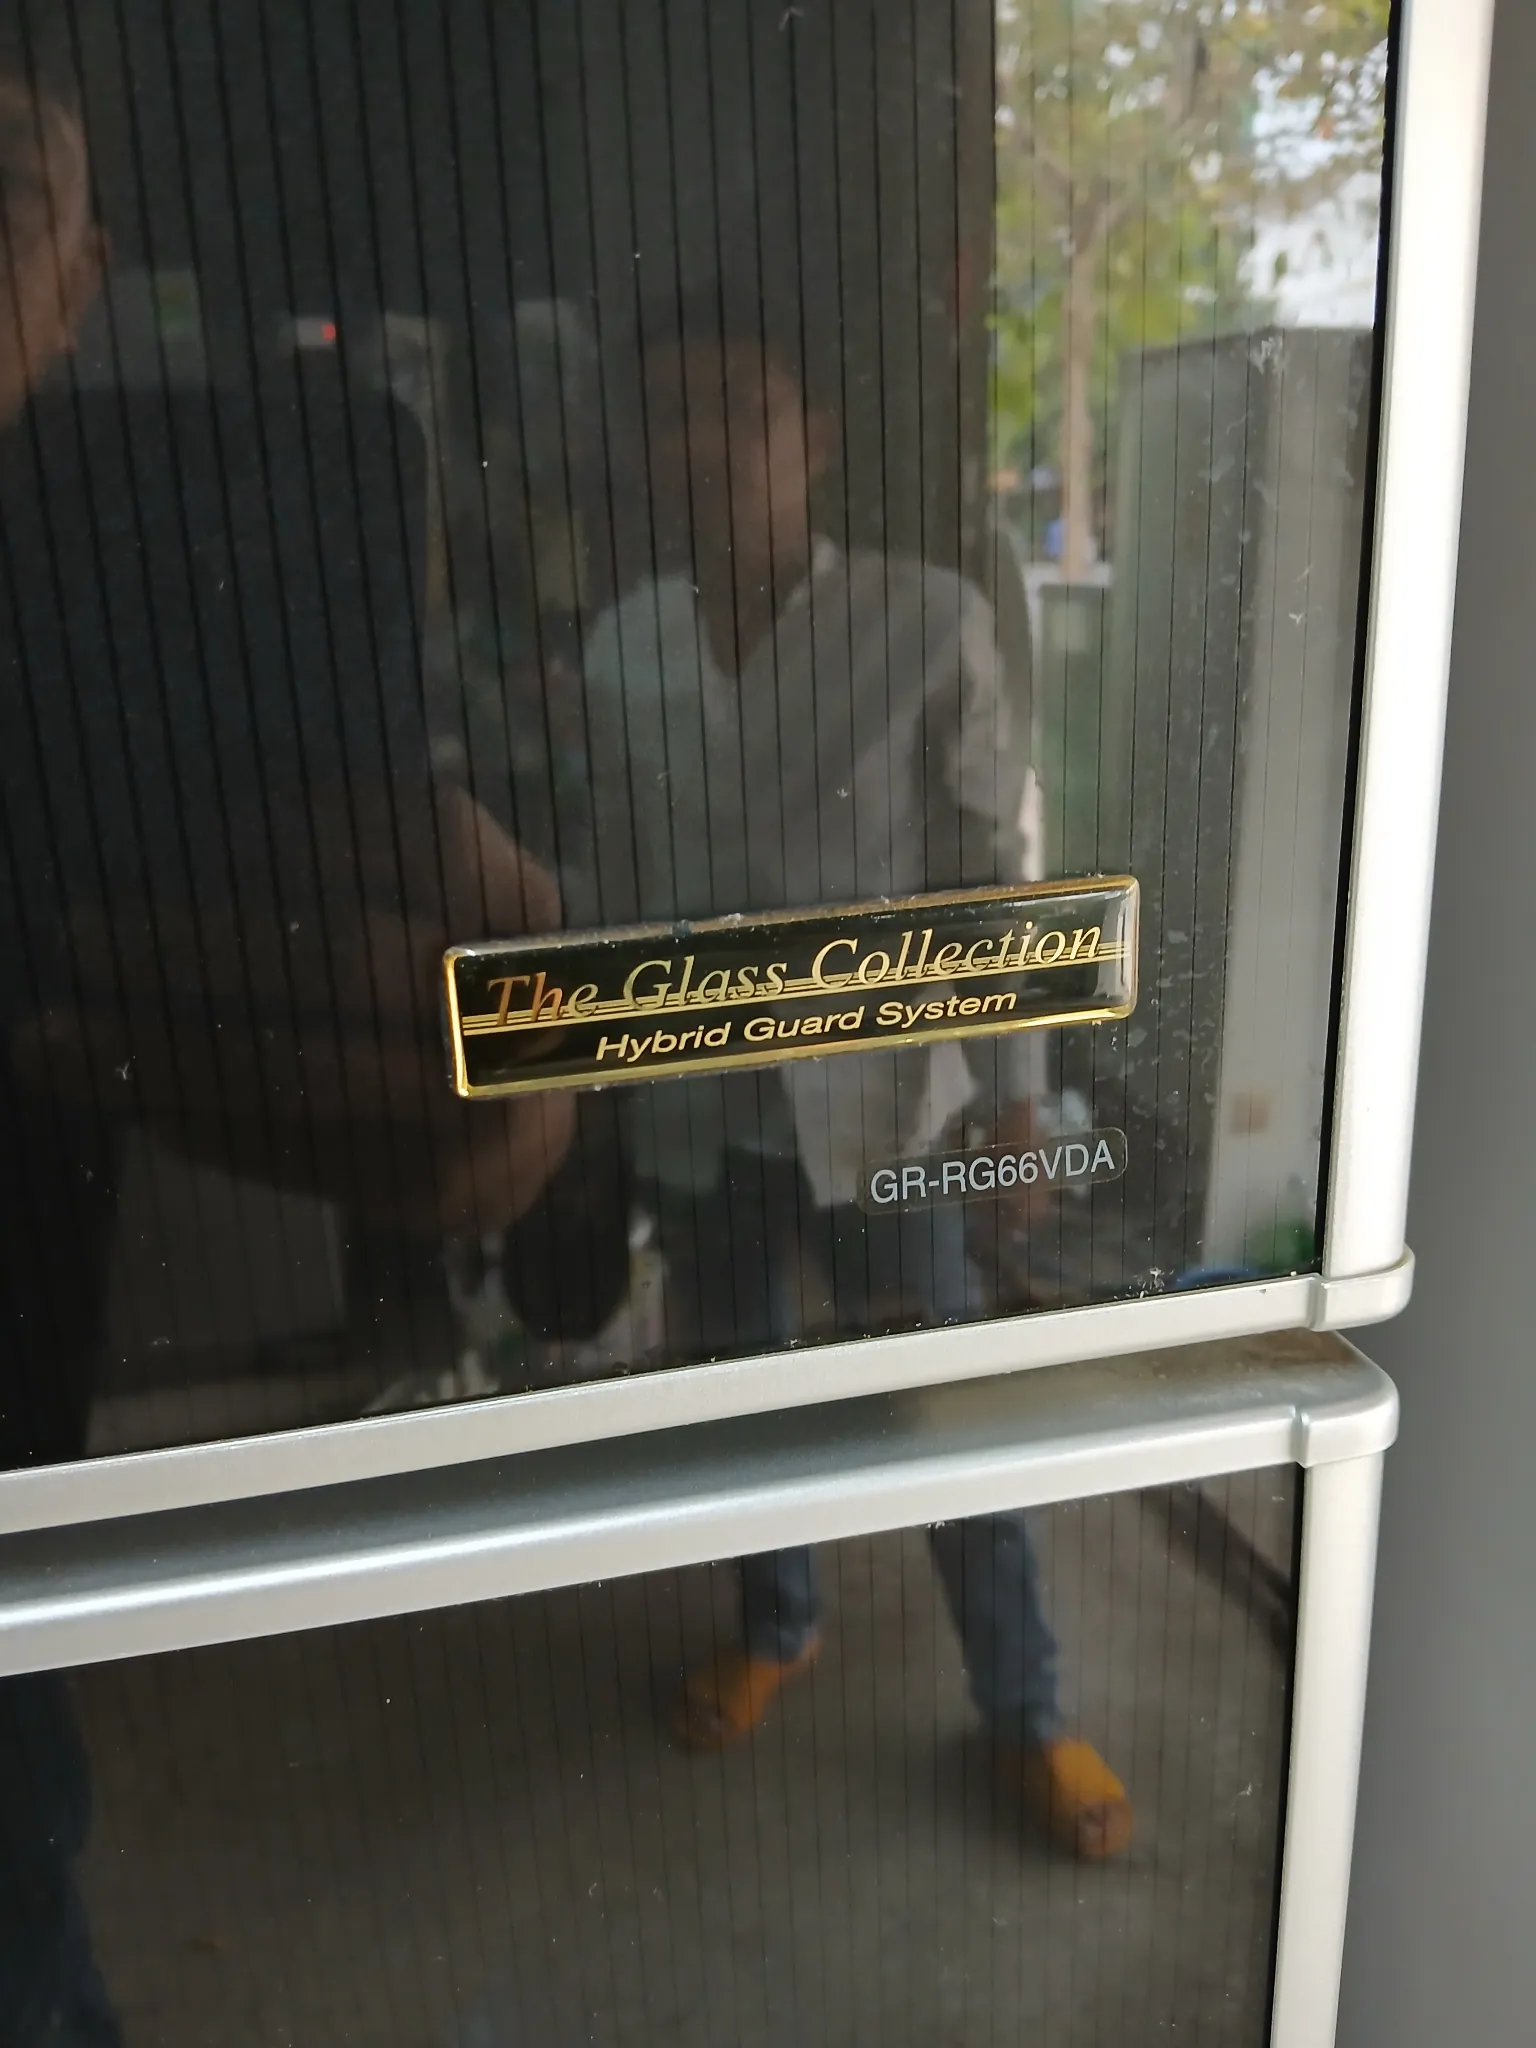 The Glass Collection
Hybrid Guard System
GR-RG66VDA